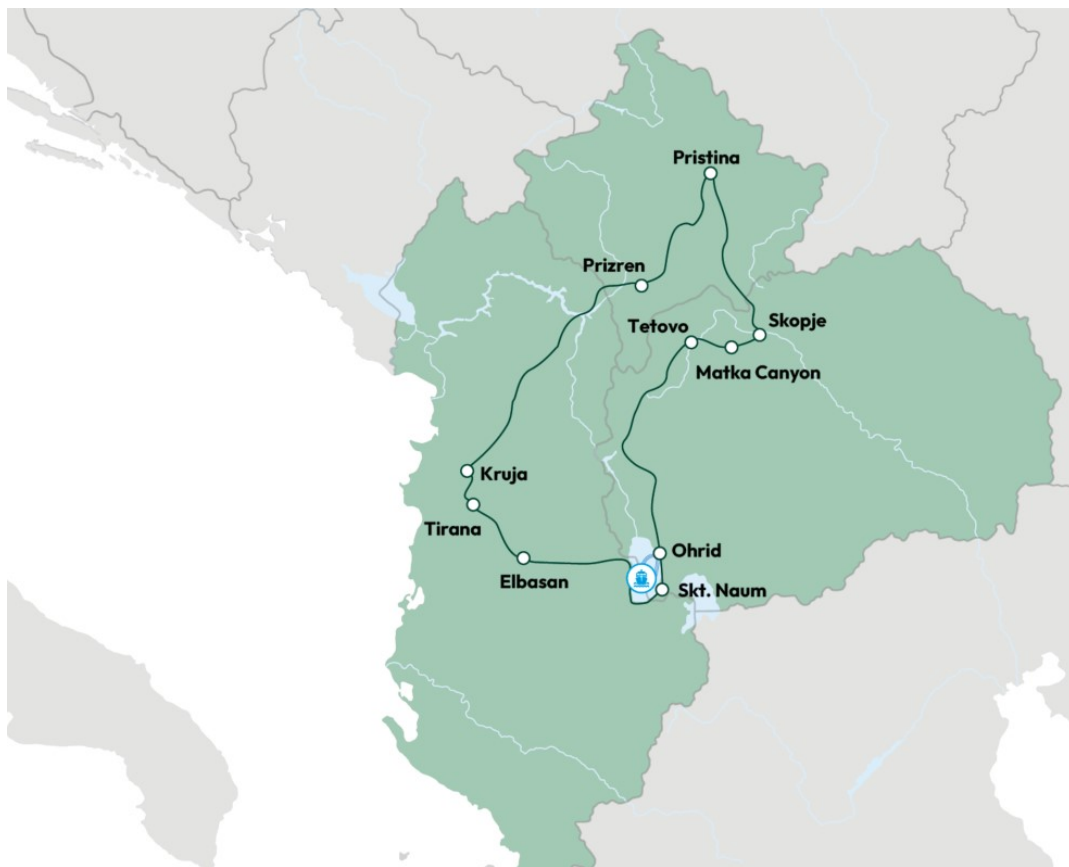 Pristina
Prizren
Skopje
Tetovo
Matka Canyon
Kruja
Tirana
Ohrid
Elbasan
Skt. Naum